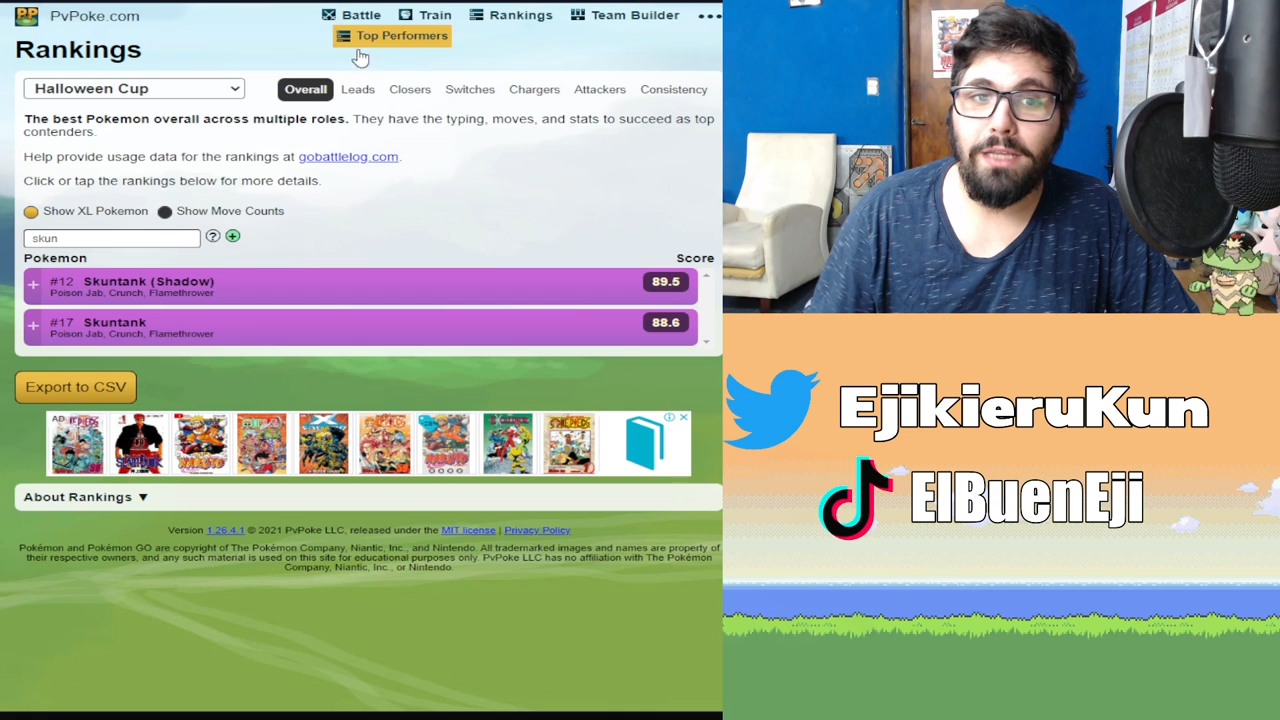 PvPoke.com
Battle
Train
Rankings
Team Builder
Top Performers
Rankings
Halloween Cup
Overall
Leads
Closers
Switches
Chargers
Attackers
Consistency
The best Pokemon overall across multiple roles. They have the typing, moves, and stats to succeed as top
contenders.
Help provide usage data for the rankings at gobattlelog.com.
Click or tap the rankings below for more details.
Show XL Pokemon
Show Move Counts
skun
?
+
Pokemon
Score
+ #12 Skuntank (Shadow) 89.5
Poison Jab, Crunch, Flamethrower
+ #17 Skuntank 88.6
Poison Jab, Crunch, Flamethrower
Export to CSV
AD
About Rankings ▼
Version 1.26.4.1 © 2021 PvPoke LLC, released under the MIT license | Privacy Policy
Pokémon and Pokémon GO are copyright of The Pokémon Company, Niantic, Inc., and Nintendo. All trademarked images and names are property of
their respective owners, and any such material is used on this site for educational purposes only. PvPoke LLC has no affiliation with The Pokémon
Company, Niantic, Inc., or Nintendo.
EjikieruKun
ElBuenEji